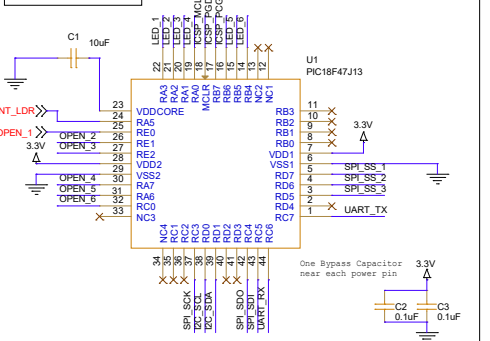 LED_1
LED_2
LED_3
LED_4
ICSP_MCL
ICSP_PGD
ICSP_PGC
LED_5
LED_6
C1
10uF
U1
PIC18F47J13
22
21
20
19
18
17
16
15
14
13
12
RA3
RA2
RA1
RA0
MCLR
RB7
RB6
RB5
RB4
NC2
NC1
NT_LDR
OPEN_1
3.3V
OPEN_2
OPEN_3
OPEN_4
OPEN_5
OPEN_6
23 VDDCORE
24 RA5
25 RE0
26 RE1
27 RE2
28 VDD2
29 VSS2
30 RA7
31 RA6
32 RC0
33 NC3
RB3 11
RB2 10
RB1 9
RB0 8
VDD1 7
VSS1 6
RD7 5
RD6 4
RD5 3
RD4 2
RC7 1
3.3V
SPI_SS_1
SPI_SS_2
SPI_SS_3
UART_TX
NC4
RC1
RC2
RC3
RD0
RD1
RD2
RD3
RC4
RC5
RC6
34
35
36
37
38
39
40
41
42
43
44
SPI_SCK
I2C_SCL
I2C_SDA
SPI_SDO
SPI_SDI
UART_RX
One Bypass Capacitor
near each power pin
3.3V
C2
0.1uF
C3
0.1uF